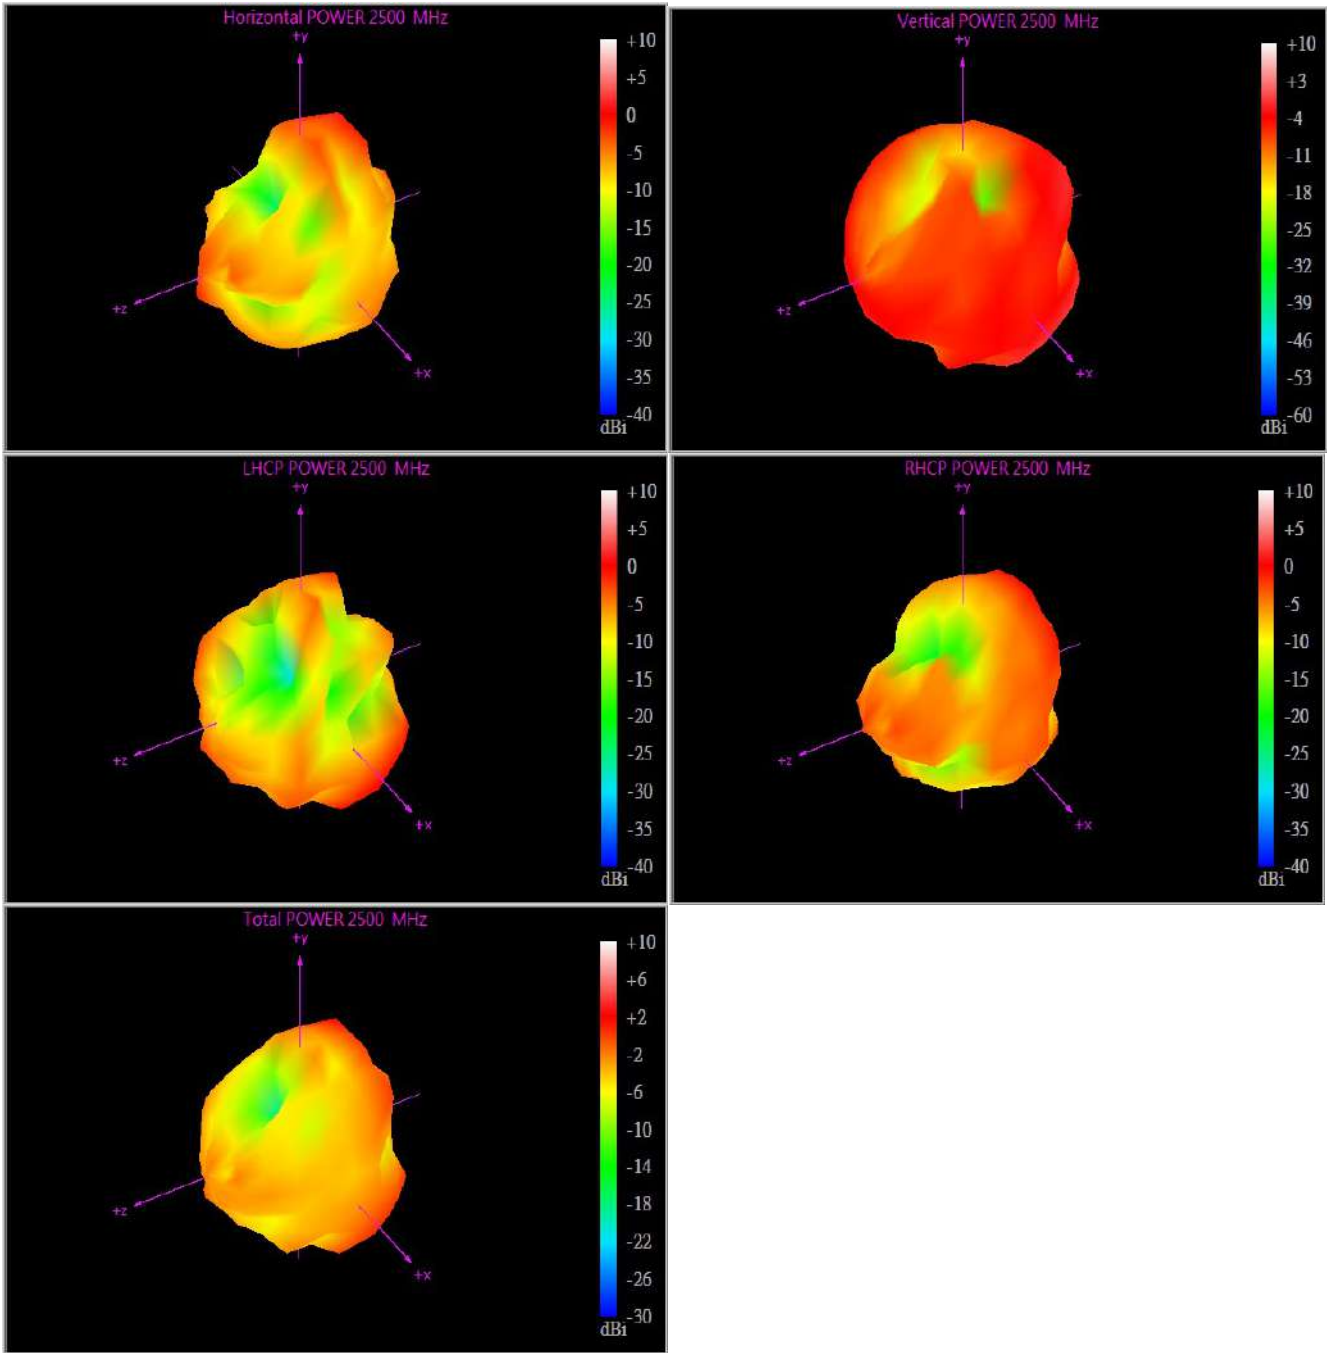 Horizontal POWER 2500 MHz
+y
+z
+x
+10
+5
0
-5
-10
-15
-20
-25
-30
-35
-40
dBi
Vertical POWER 2500 MHz
+y
+z
+x
+10
+3
-4
-11
-18
-25
-32
-39
-46
-53
-60
dBi
LHCP POWER 2500 MHz
+y
+z
+x
+10
+5
0
-5
-10
-15
-20
-25
-30
-35
-40
dBi
RHCP POWER 2500 MHz
+y
+z
+x
+10
+5
0
-5
-10
-15
-20
-25
-30
-35
-40
dBi
Total POWER 2500 MHz
+y
+z
+x
+10
+6
+2
-2
-6
-10
-14
-18
-22
-26
-30
dBi